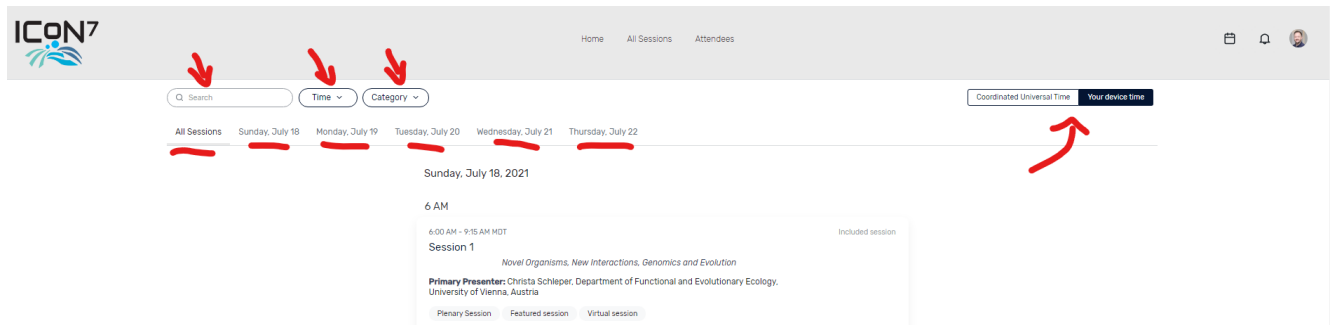 ICoN7
Home All Sessions Attendees
Search Time Category
Coordinated Universal Time Your device time
All Sessions Sunday, July 18 Monday, July 19 Tuesday, July 20 Wednesday, July 21 Thursday, July 22
Sunday, July 18, 2021
6 AM
6:00 AM - 9:15 AM MDT Included session
Session 1
Novel Organisms, New Interactions, Genomics and Evolution
Primary Presenter: Christa Schleper, Department of Functional and Evolutionary Ecology,
University of Vienna, Austria
Plenary Session Featured session Virtual session